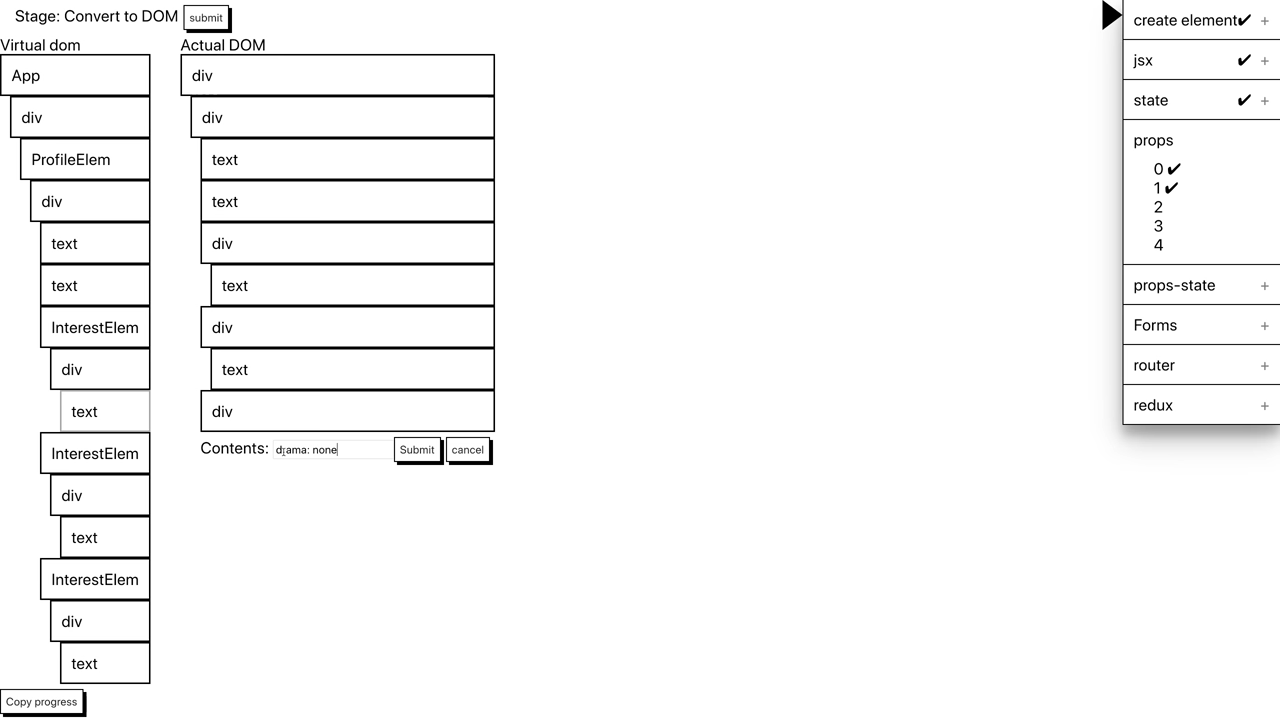 Stage: Convert to DOM submit
Virtual dom
App
div
ProfileElem
div
text
text
InterestElem
div
text
InterestElem
div
text
InterestElem
div
text
Copy progress
Actual DOM
div
div
text
text
div
text
div
text
div
Contents: drama: none Submit cancel
create element✔ +
jsx ✔ +
state ✔ +
props
0 ✔
1 ✔
2
3
4
props-state +
Forms +
router +
redux +